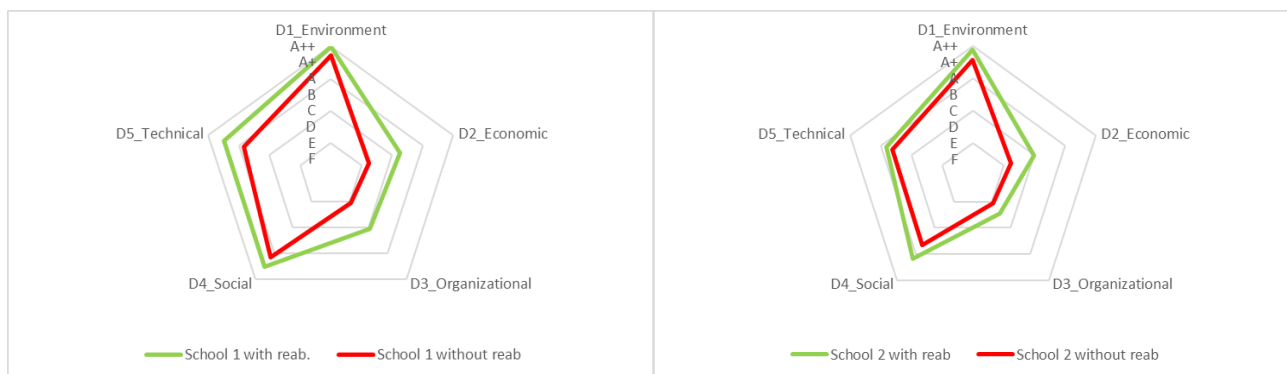 D1_Environment
A++
A+
A
B
C
D
E
F
D2_Economic
D3_Organizational
D4_Social
D5_Technical
School 1 with reab.
School 1 without reab
D1_Environment
A++
A+
A
B
C
D
E
F
D2_Economic
D3_Organizational
D4_Social
D5_Technical
School 2 with reab
School 2 without reab